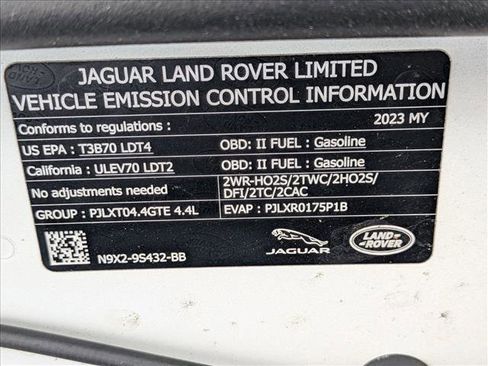 JAGUAR LAND ROVER LIMITED
VEHICLE EMISSION CONTROL INFORMATION
Conforms to regulations : 2023 MY
US EPA : T3B70 LDT4 OBD: II FUEL : Gasoline
California : ULEV70 LDT2 OBD: II FUEL : Gasoline
No adjustments needed 2WR-HO2S/2TWC/2HO2S/
DFI/2TC/2CAC
GROUP : PJLXT04.4GTE 4.4L EVAP : PJLXR0175P1B
N9X2-9S432-BB
JAGUAR
LAND-
ROVER